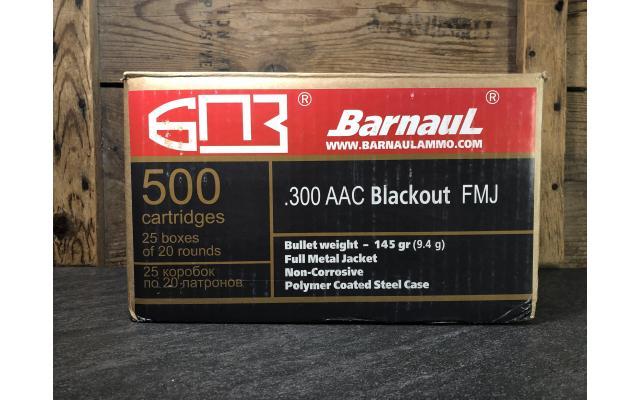 БПЗ ®
BarnauL ®
WWW.BARNAULAMMO.COM
500
cartridges
25 boxes
of 20 rounds
25 коробок
по 20 патронов
.300 AAC Blackout FMJ
Bullet weight - 145 gr (9.4 g)
Full Metal Jacket
Non-Corrosive
Polymer Coated Steel Case